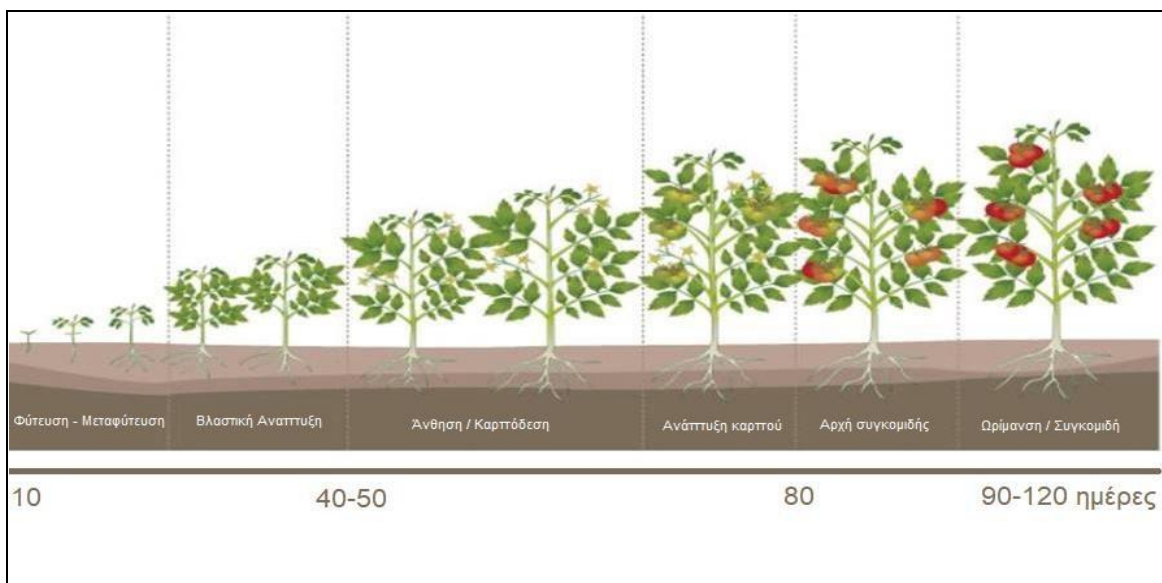 Φύτευση - Μεταφύτευση
Βλαστική Αναπτυξη
Άνθηση / Καρπόδεση
Ανάπτυξη καρπού
Αρχή συγκομιδής
Ωρίμανση / Συγκομιδή
10
40-50
80
90-120 ημέρες